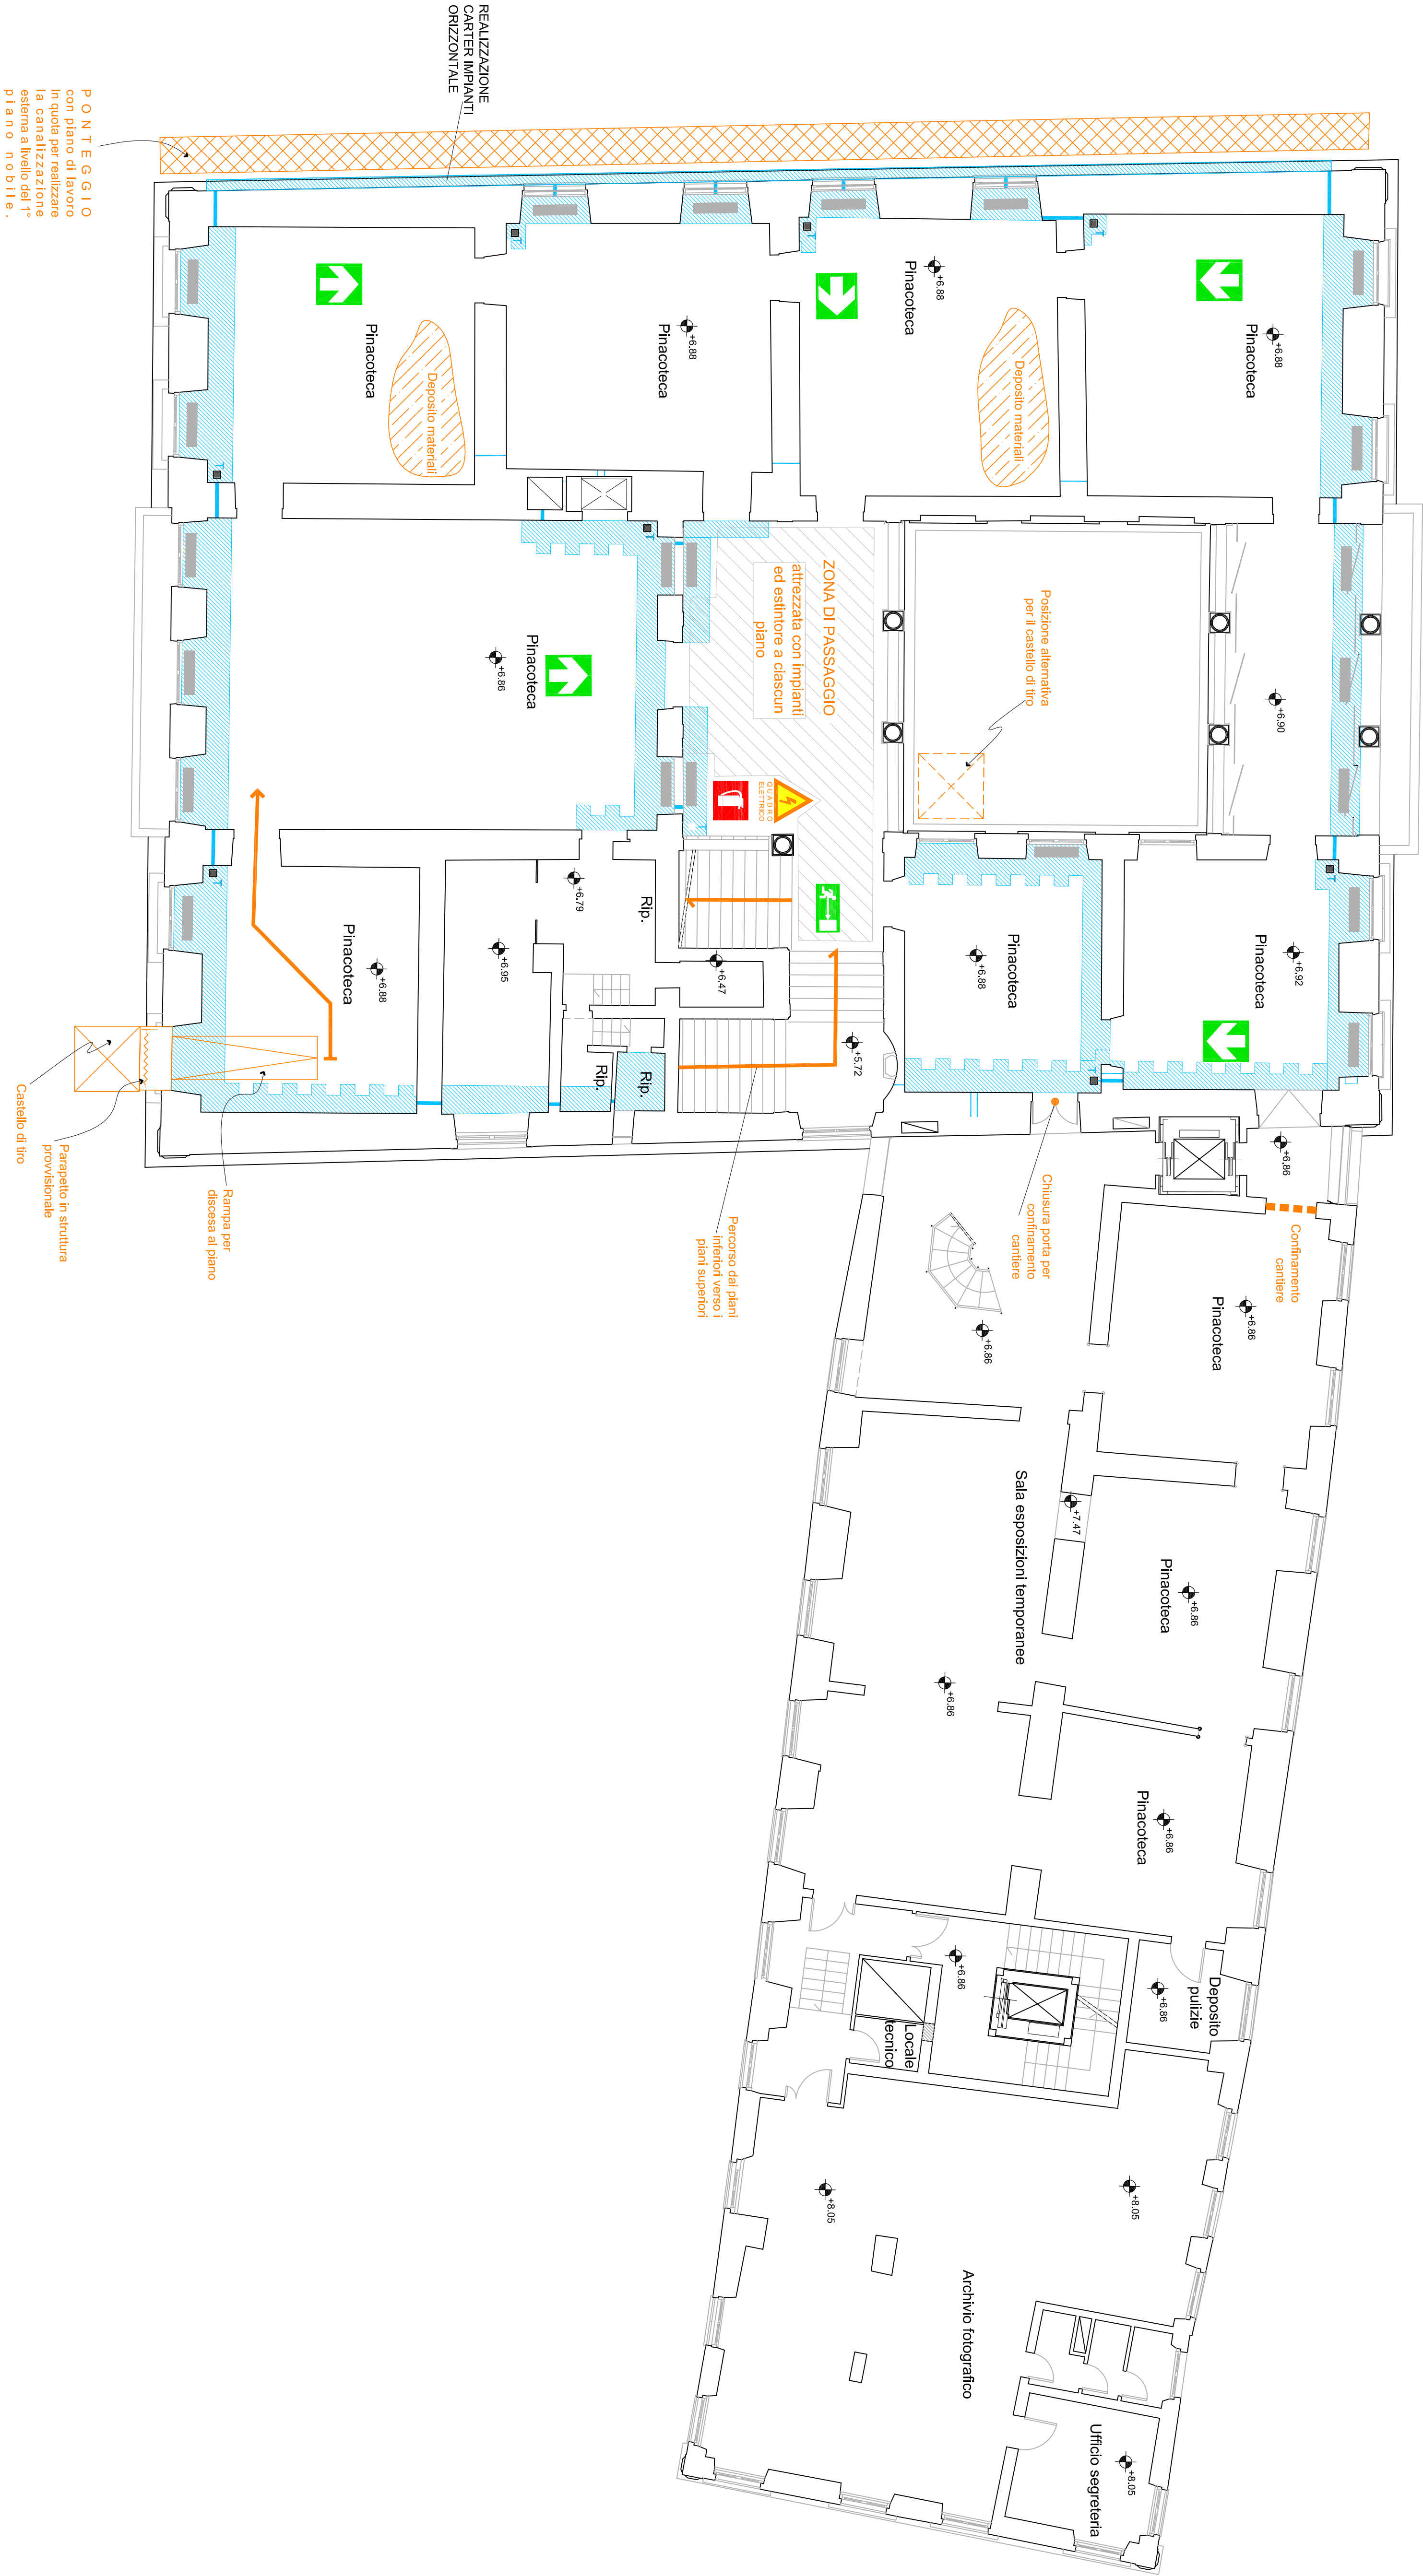 REALIZZAZIONE
CARTER IMPIANTI
ORIZZONTALE
PONTEGGIO
con piano di lavoro
In quota per realizzare
la canalizzazione
esterna a livello del 1°
piano nobile.
Pinacoteca
+6.88
Pinacoteca
+6.88
Pinacoteca
+6.88
Pinacoteca
T
T
T
T
Deposito materiali
Deposito materiali
ZONA DI PASSAGGIO
attrezzata con impianti
ed estintore a ciascun
piano
Posizione alternativa
per il castello di tiro
+6.90
Pinacoteca
+6.86
T
QUADRO
ELETTRICO
T
Pinacoteca
+6.92
T
Pinacoteca
+6.88
T
Rip.
+6.79
+6.95
+6.47
Pinacoteca
+6.88
T
Rip.
Rip.
+5.72
Castello di tiro
Parapetto in struttura
provvisionale
Rampa per
discesa al piano
Percorso dai piani
inferiori verso i
piani superiori
Chiusura porta per
confinamento
cantiere
Confinamento
cantiere
+6.86
Pinacoteca
+6.86
+6.86
Pinacoteca
+6.86
+7.47
Sala esposizioni temporanee
+6.86
Pinacoteca
+6.86
Deposito
pulizie
+6.86
+6.86
Locale
tecnico
+8.05
+8.05
Archivio fotografico
Ufficio segreteria
+8.05